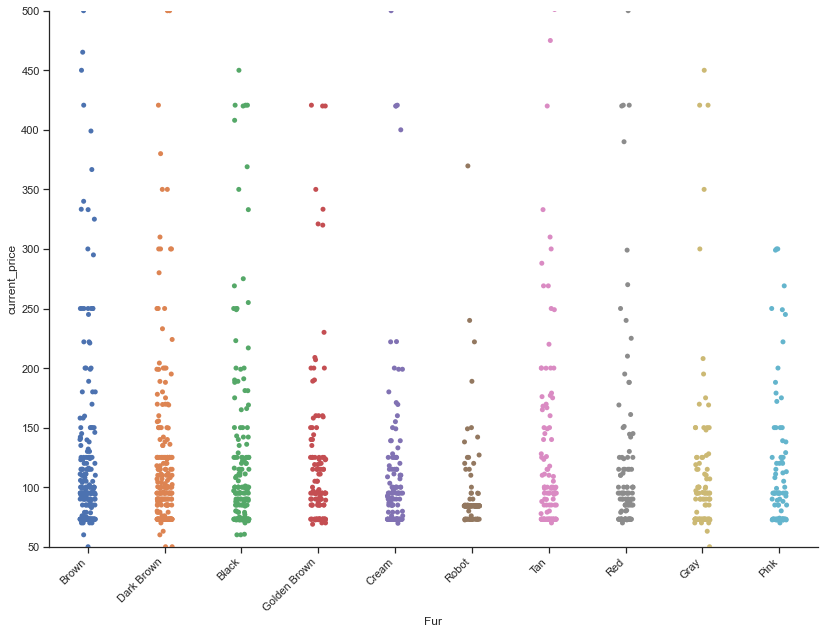 500
450
400
350
300
250
200
150
100
50
current_price
Brown
Dark Brown
Black
Golden Brown
Cream
Robot
Tan
Red
Gray
Pink
Fur